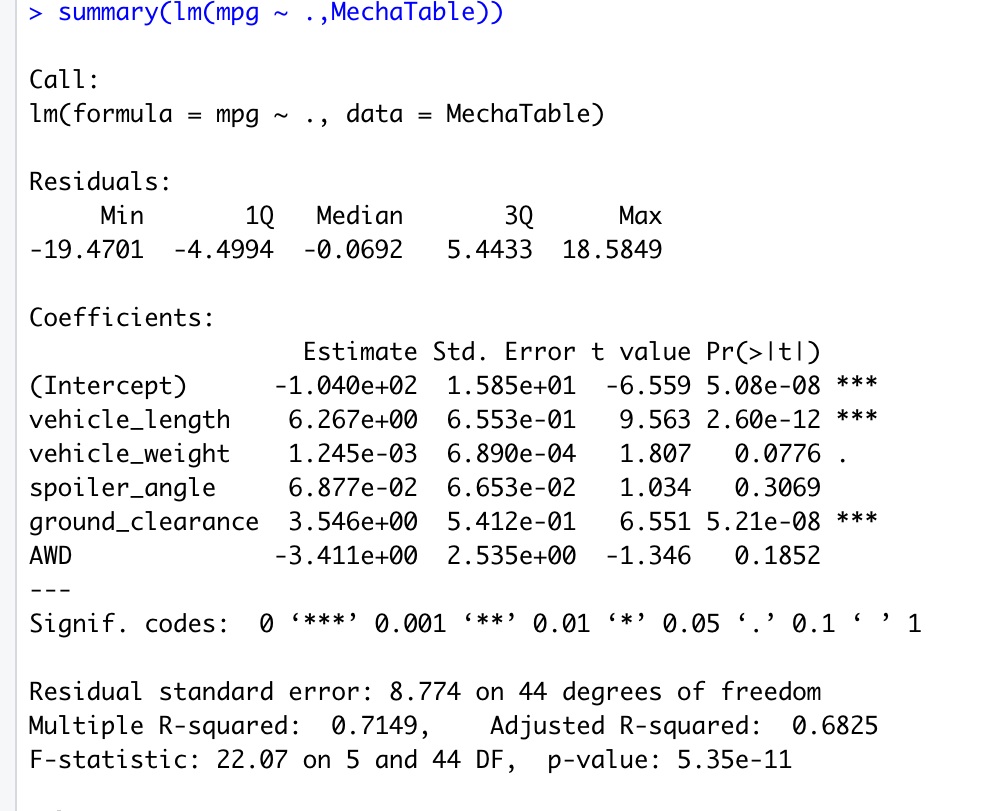 > summary(lm(mpg ~ .,MechaTable))
Call:
lm(formula = mpg ~ ., data = MechaTable)
Residuals:
     Min       1Q   Median       3Q      Max
-19.4701  -4.4994  -0.0692   5.4433  18.5849
Coefficients:
                   Estimate Std. Error t value Pr(>|t|)
(Intercept)      -1.040e+02  1.585e+01  -6.559 5.08e-08 ***
vehicle_length    6.267e+00  6.553e-01   9.563 2.60e-12 ***
vehicle_weight    1.245e-03  6.890e-04   1.807   0.0776 .
spoiler_angle     6.877e-02  6.653e-02   1.034   0.3069
ground_clearance  3.546e+00  5.412e-01   6.551 5.21e-08 ***
AWD              -3.411e+00  2.535e+00  -1.346   0.1852
---
Signif. codes:  0 ‘***’ 0.001 ‘**’ 0.01 ‘*’ 0.05 ‘.’ 0.1 ‘ ’ 1
Residual standard error: 8.774 on 44 degrees of freedom
Multiple R-squared:  0.7149,    Adjusted R-squared:  0.6825
F-statistic: 22.07 on 5 and 44 DF,  p-value: 5.35e-11